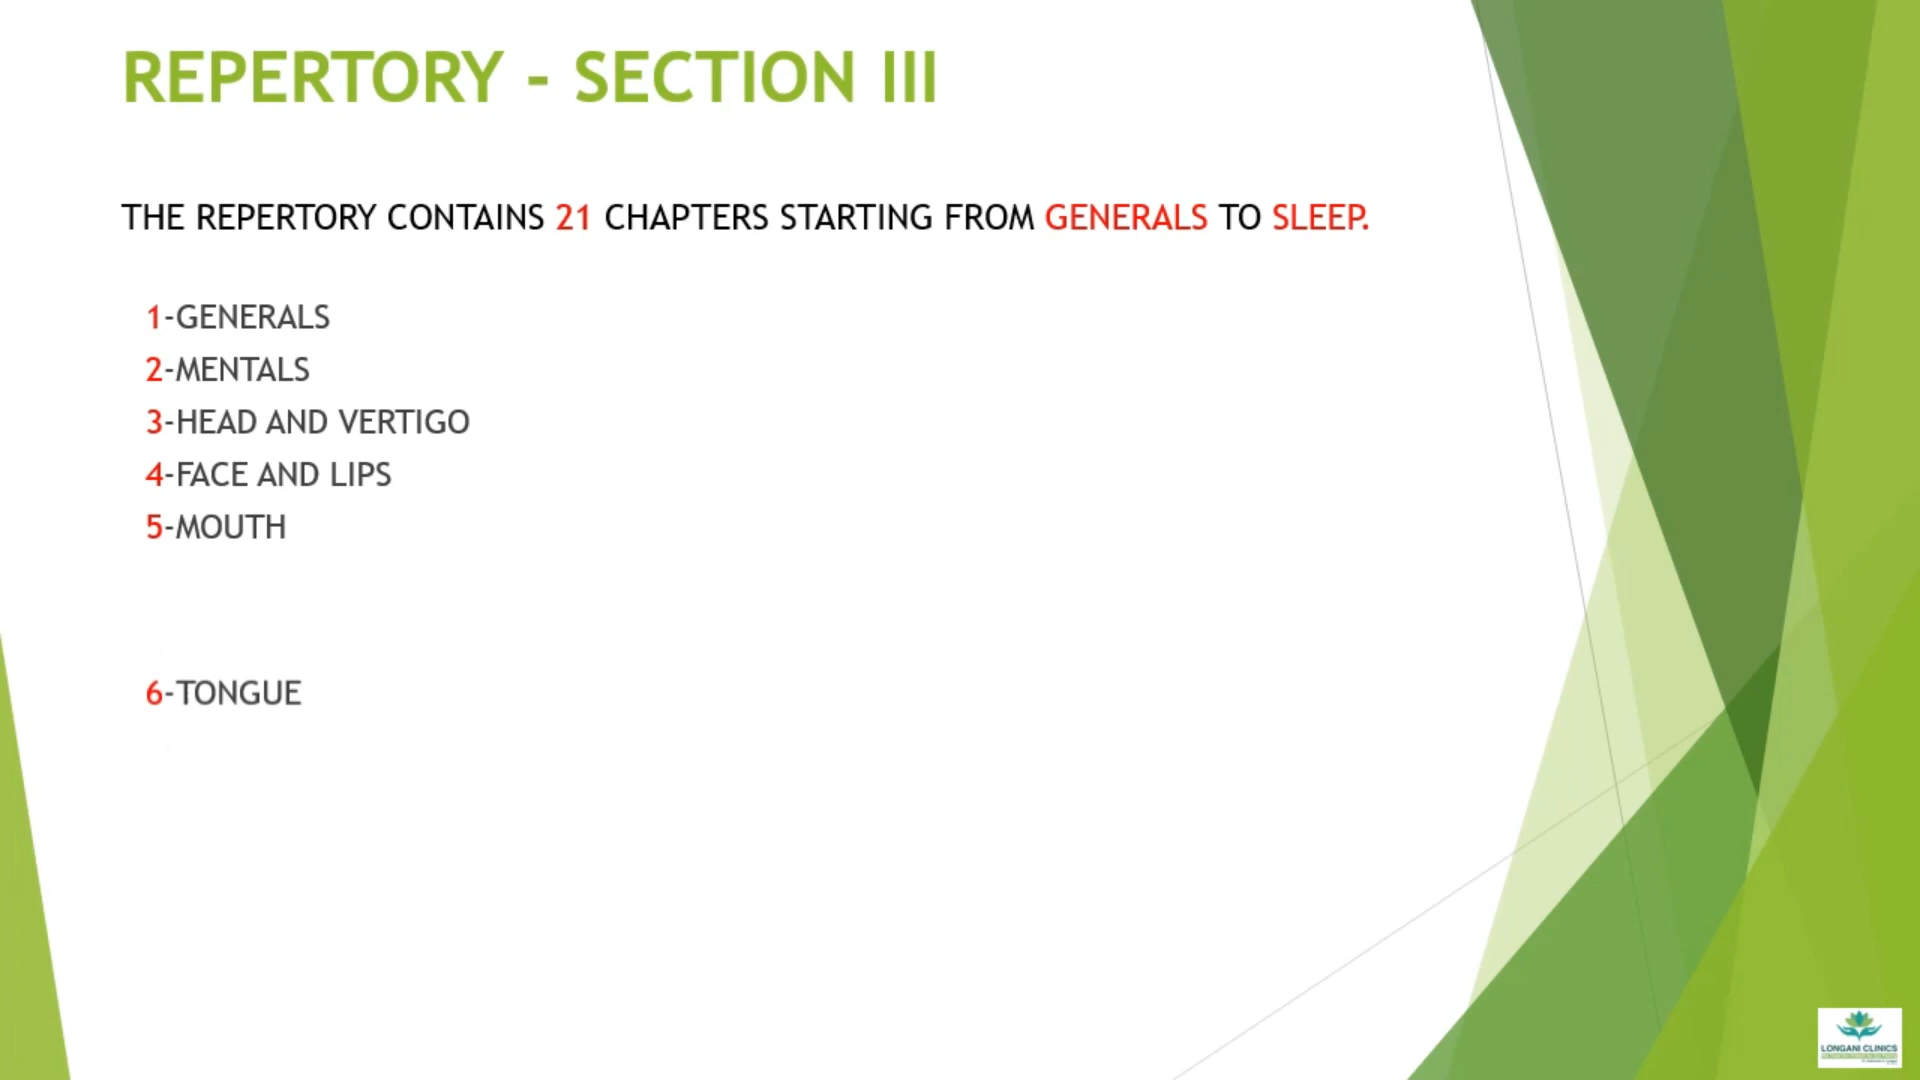 REPERTORY - SECTION III
THE REPERTORY CONTAINS 21 CHAPTERS STARTING FROM GENERALS TO SLEEP.
1-GENERALS
2-MENTALS
3-HEAD AND VERTIGO
4-FACE AND LIPS
5-MOUTH
6-TONGUE
LONGANI CLINICS